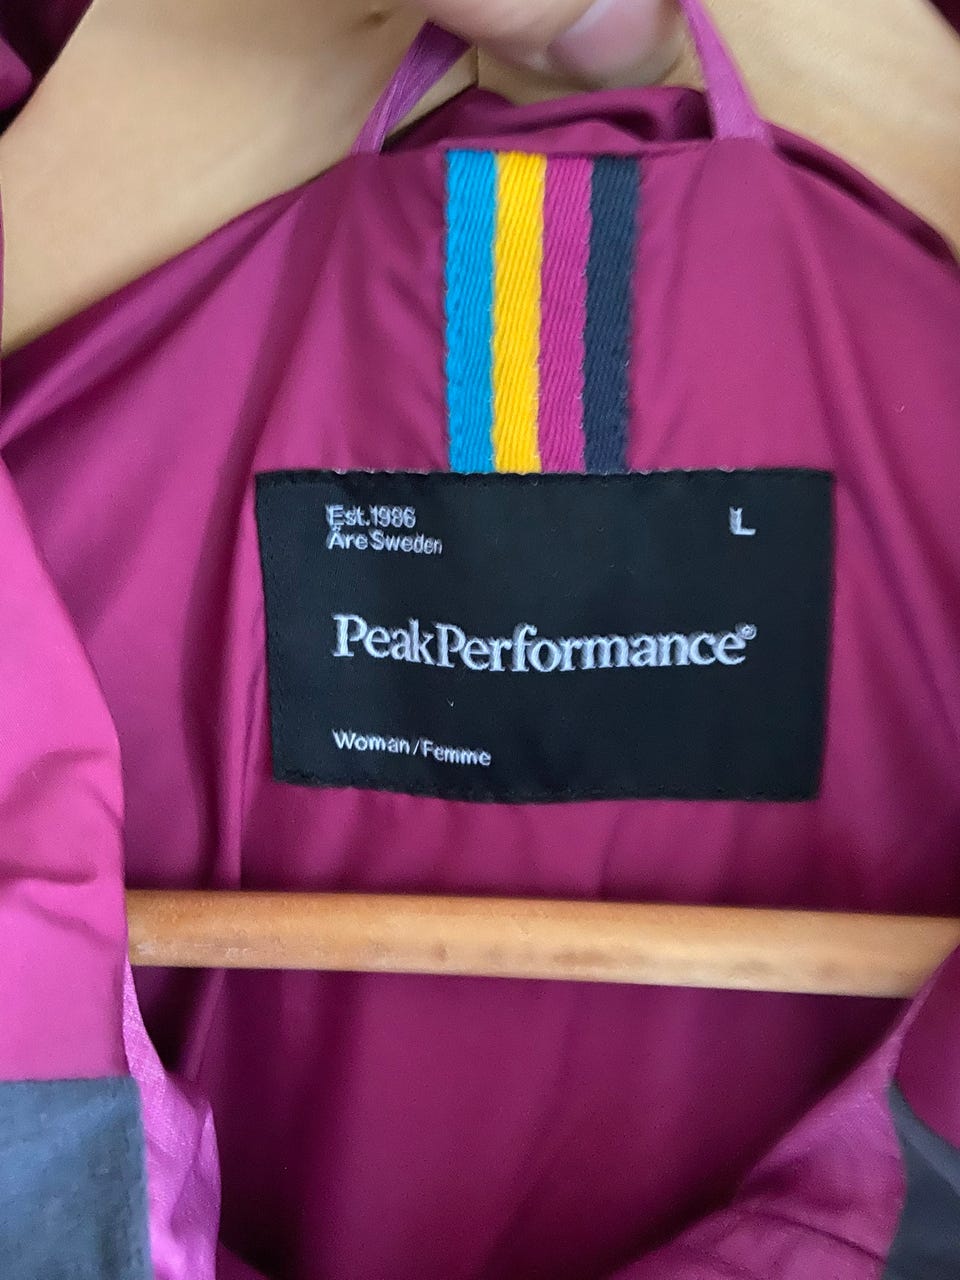 Est.1986
Åre Sweden
L
PeakPerformance®
Woman/Femme